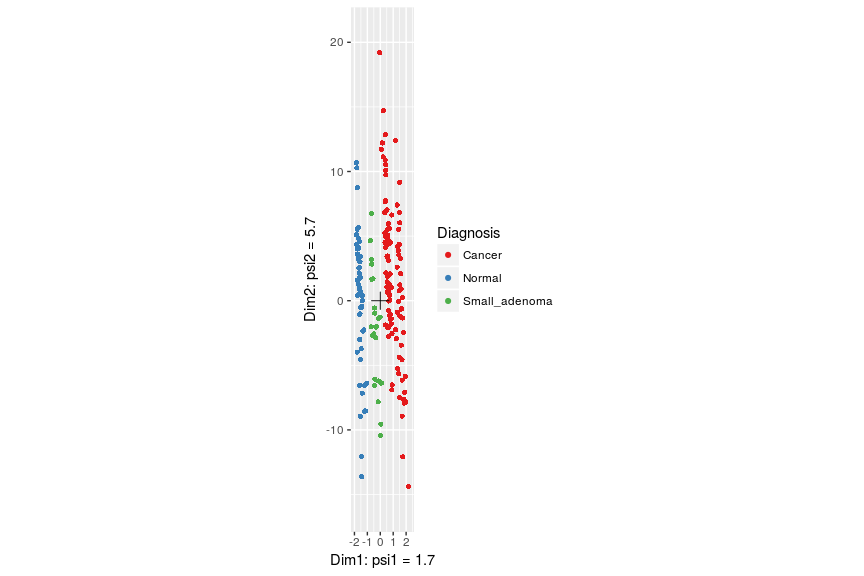 20
10
0
-10
-2 -1 0 1 2
Dim1: psi1 = 1.7
Dim2: psi2 = 5.7
Diagnosis
Cancer
Normal
Small_adenoma